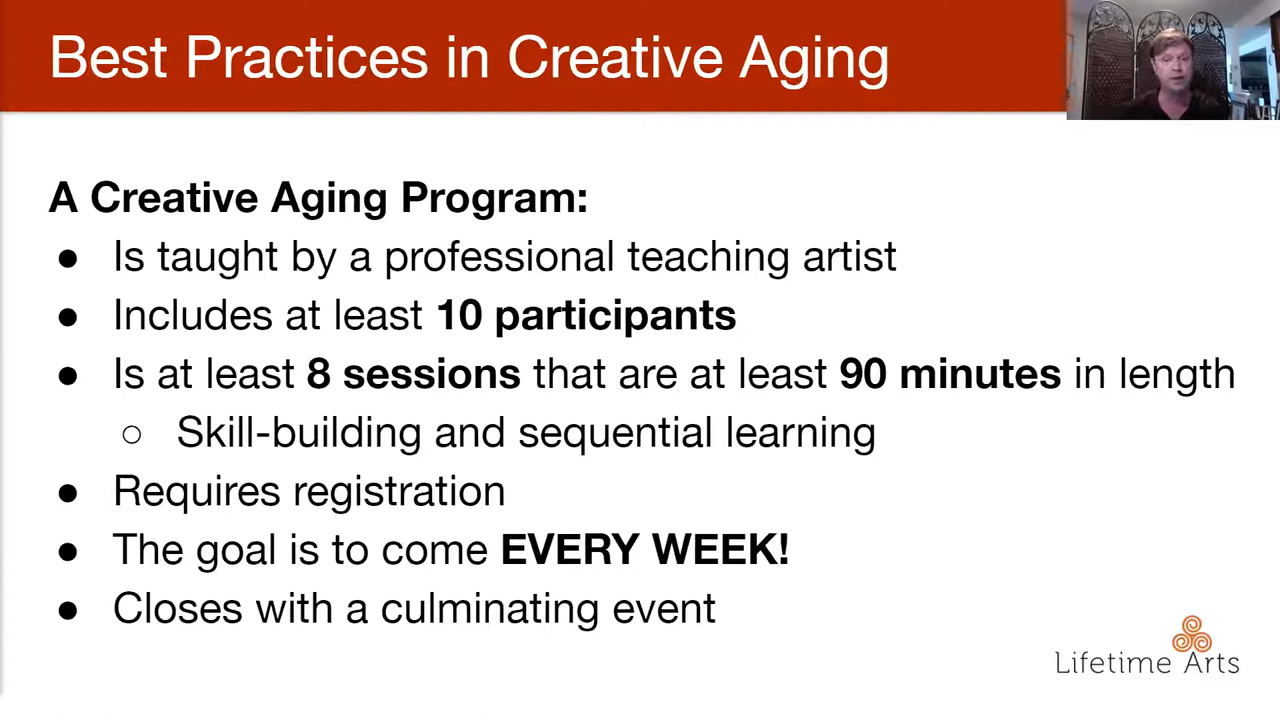 Best Practices in Creative Aging
A Creative Aging Program:
● Is taught by a professional teaching artist
● Includes at least 10 participants
● Is at least 8 sessions that are at least 90 minutes in length
○ Skill-building and sequential learning
● Requires registration
● The goal is to come EVERY WEEK!
● Closes with a culminating event
Lifetime Arts